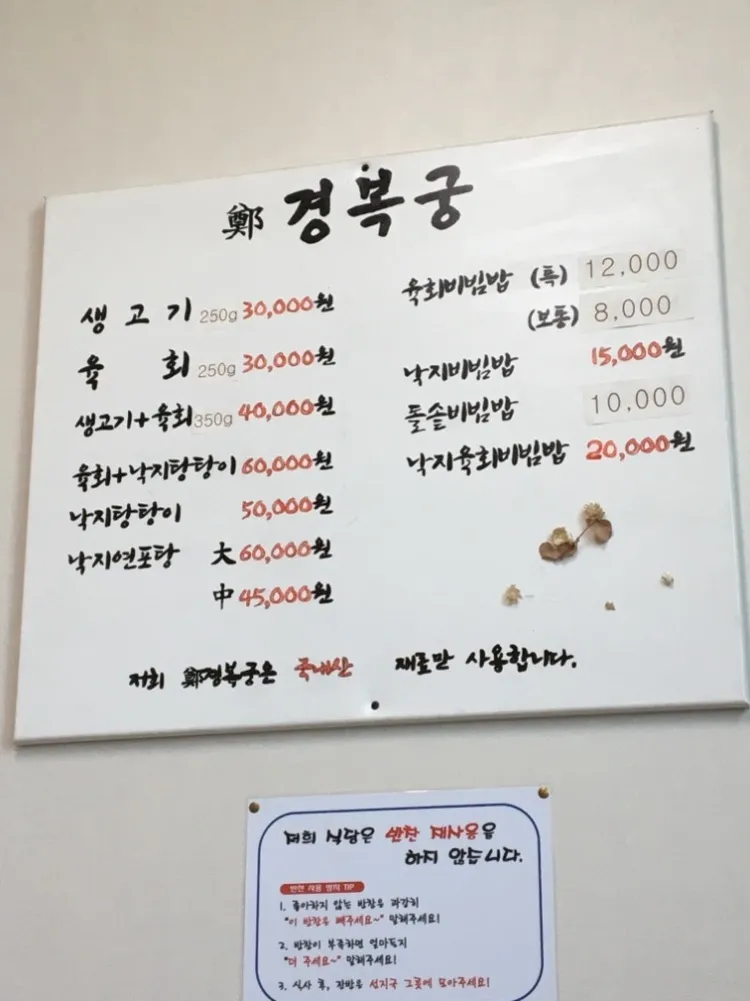 鄭 경복궁
생고기 250g 30,000원
육회 250g 30,000원
생고기+육회 350g 40,000원
육회+낙지탕탕이 60,000원
낙지탕탕이 50,000원
낙지연포탕 大 60,000원
中 45,000원
육회비빔밥 (특) 12,000
(보통) 8,000
낙지비빔밥 15,000원
돌솥비빔밥 10,000
낙지육회비빔밥 20,000원
저희 鄭경복궁은 국내산 재료만 사용합니다.
저희 식당은 반찬 재사용을
하지 않습니다.
반찬 재사용 방지 TIP
1. 좋아하지 않는 반찬은 과감히
"이 반찬은 빼주세요~" 말해주세요!
2. 반찬이 부족하면 얼마든지
"더 주세요~" 말해주세요!
3. 식사 후, 잔반은 선지국 그릇에 모아주세요!